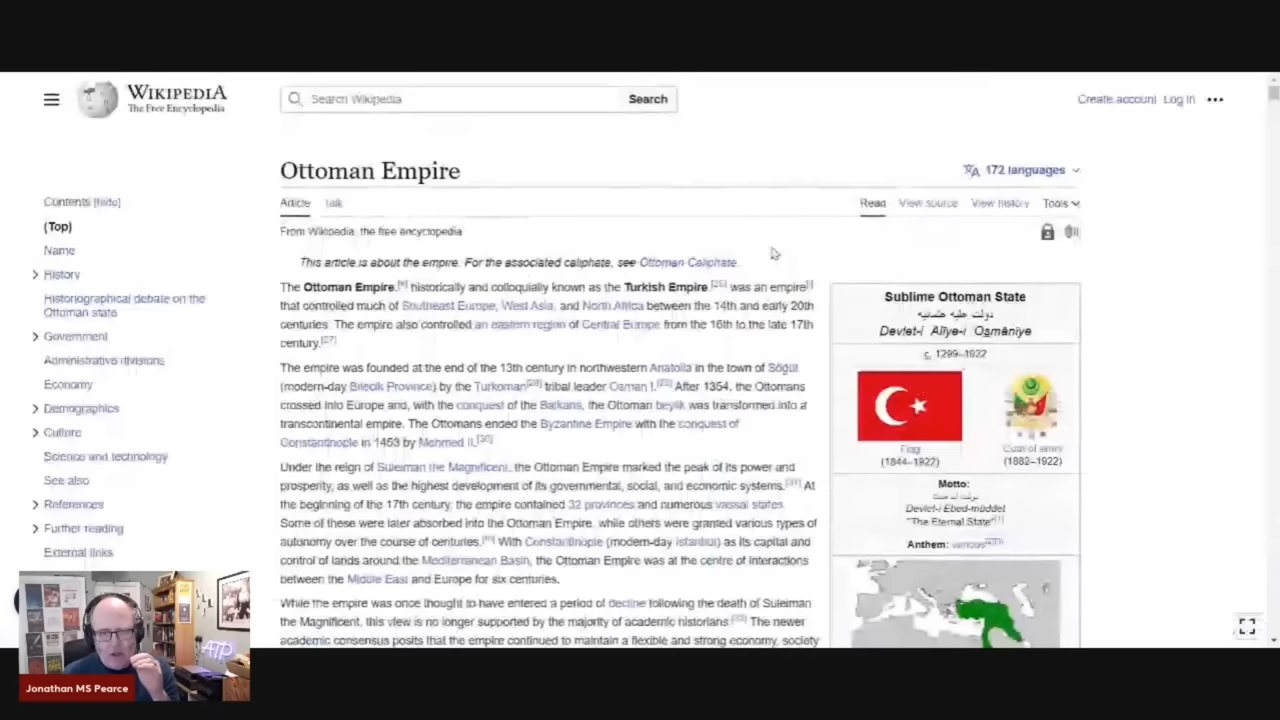 WIKIPEDIA
The Free Encyclopedia
Search Wikipedia
Search
Create account Log in
Ottoman Empire
172 languages
Article Talk
Read View source View history Tools
From Wikipedia, the free encyclopedia
Contents [hide]
(Top)
Name
History
Historiographical debate on the
Ottoman state
Government
Administrative divisions
Economy
Demographics
Culture
Science and technology
See also
References
Further reading
External links
This article is about the empire. For the associated caliphate, see Ottoman Caliphate.
The Ottoman Empire, historically and colloquially known as the Turkish Empire, was an empire
that controlled much of Southeast Europe, West Asia, and North Africa between the 14th and early 20th
centuries. The empire also controlled an eastern region of Central Europe from the 16th to the late 17th
century.[27]
The empire was founded at the end of the 13th century in northwestern Anatolia in the town of Söğüt
(modern-day Bilecik Province) by the Turkoman[28] tribal leader Osman I.[29] After 1354, the Ottomans
crossed into Europe and, with the conquest of the Balkans, the Ottoman beylik was transformed into a
transcontinental empire. The Ottomans ended the Byzantine Empire with the conquest of
Constantinople in 1453 by Mehmed II.[30]
Under the reign of Suleiman the Magnificent, the Ottoman Empire marked the peak of its power and
prosperity, as well as the highest development of its governmental, social, and economic systems.[31] At
the beginning of the 17th century, the empire contained 32 provinces and numerous vassal states.
Some of these were later absorbed into the Ottoman Empire, while others were granted various types of
autonomy over the course of centuries. With Constantinople (modern-day Istanbul) as its capital and
control of lands around the Mediterranean Basin, the Ottoman Empire was at the centre of interactions
between the Middle East and Europe for six centuries.
While the empire was once thought to have entered a period of decline following the death of Suleiman
the Magnificent, this view is no longer supported by the majority of academic historians. The newer
academic consensus posits that the empire continued to maintain a flexible and strong economy, society
Sublime Ottoman State
دولت عليه عثمانیه
Devlet-i Alīye-i Osmānīye
c. 1299–1922
Flag
(1844–1922)
Coat of arms
(1882–1922)
Motto:
دولت ابد مدت
Devlet-i Ebed-müddet
"The Eternal State"[1]
Anthem: various
ATP
Jonathan MS Pearce